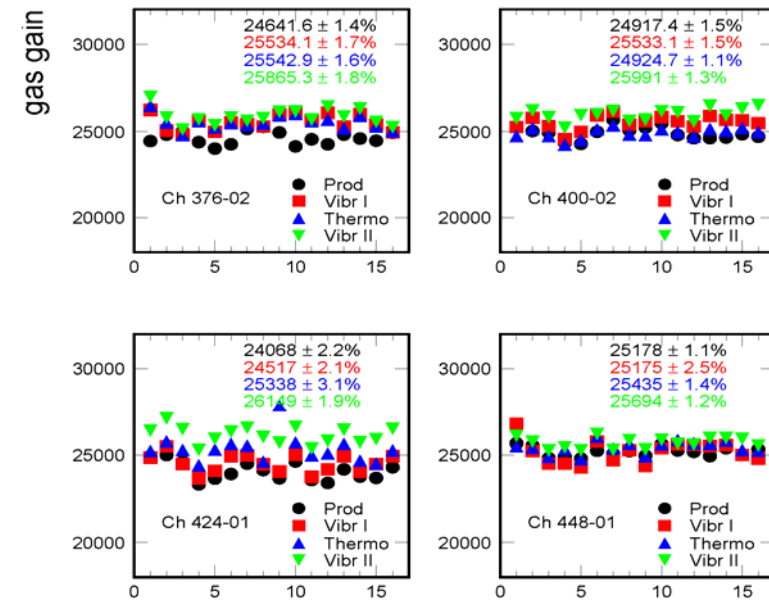 gas gain
30000
25000
20000
24641.6 ± 1.4%
25534.1 ± 1.7%
25542.9 ± 1.6%
25865.3 ± 1.8%
Ch 376-02
Prod
Vibr I
Thermo
Vibr II
0 5 10 15
30000
25000
20000
24917.4 ± 1.5%
25533.1 ± 1.5%
24924.7 ± 1.1%
25991 ± 1.3%
Ch 400-02
Prod
Vibr I
Thermo
Vibr II
0 5 10 15
30000
25000
20000
24068 ± 2.2%
24517 ± 2.1%
25338 ± 3.1%
26149 ± 1.9%
Ch 424-01
Prod
Vibr I
Thermo
Vibr II
0 5 10 15
30000
25000
20000
25178 ± 1.1%
25175 ± 2.5%
25435 ± 1.4%
25694 ± 1.2%
Ch 448-01
Prod
Vibr I
Thermo
Vibr II
0 5 10 15